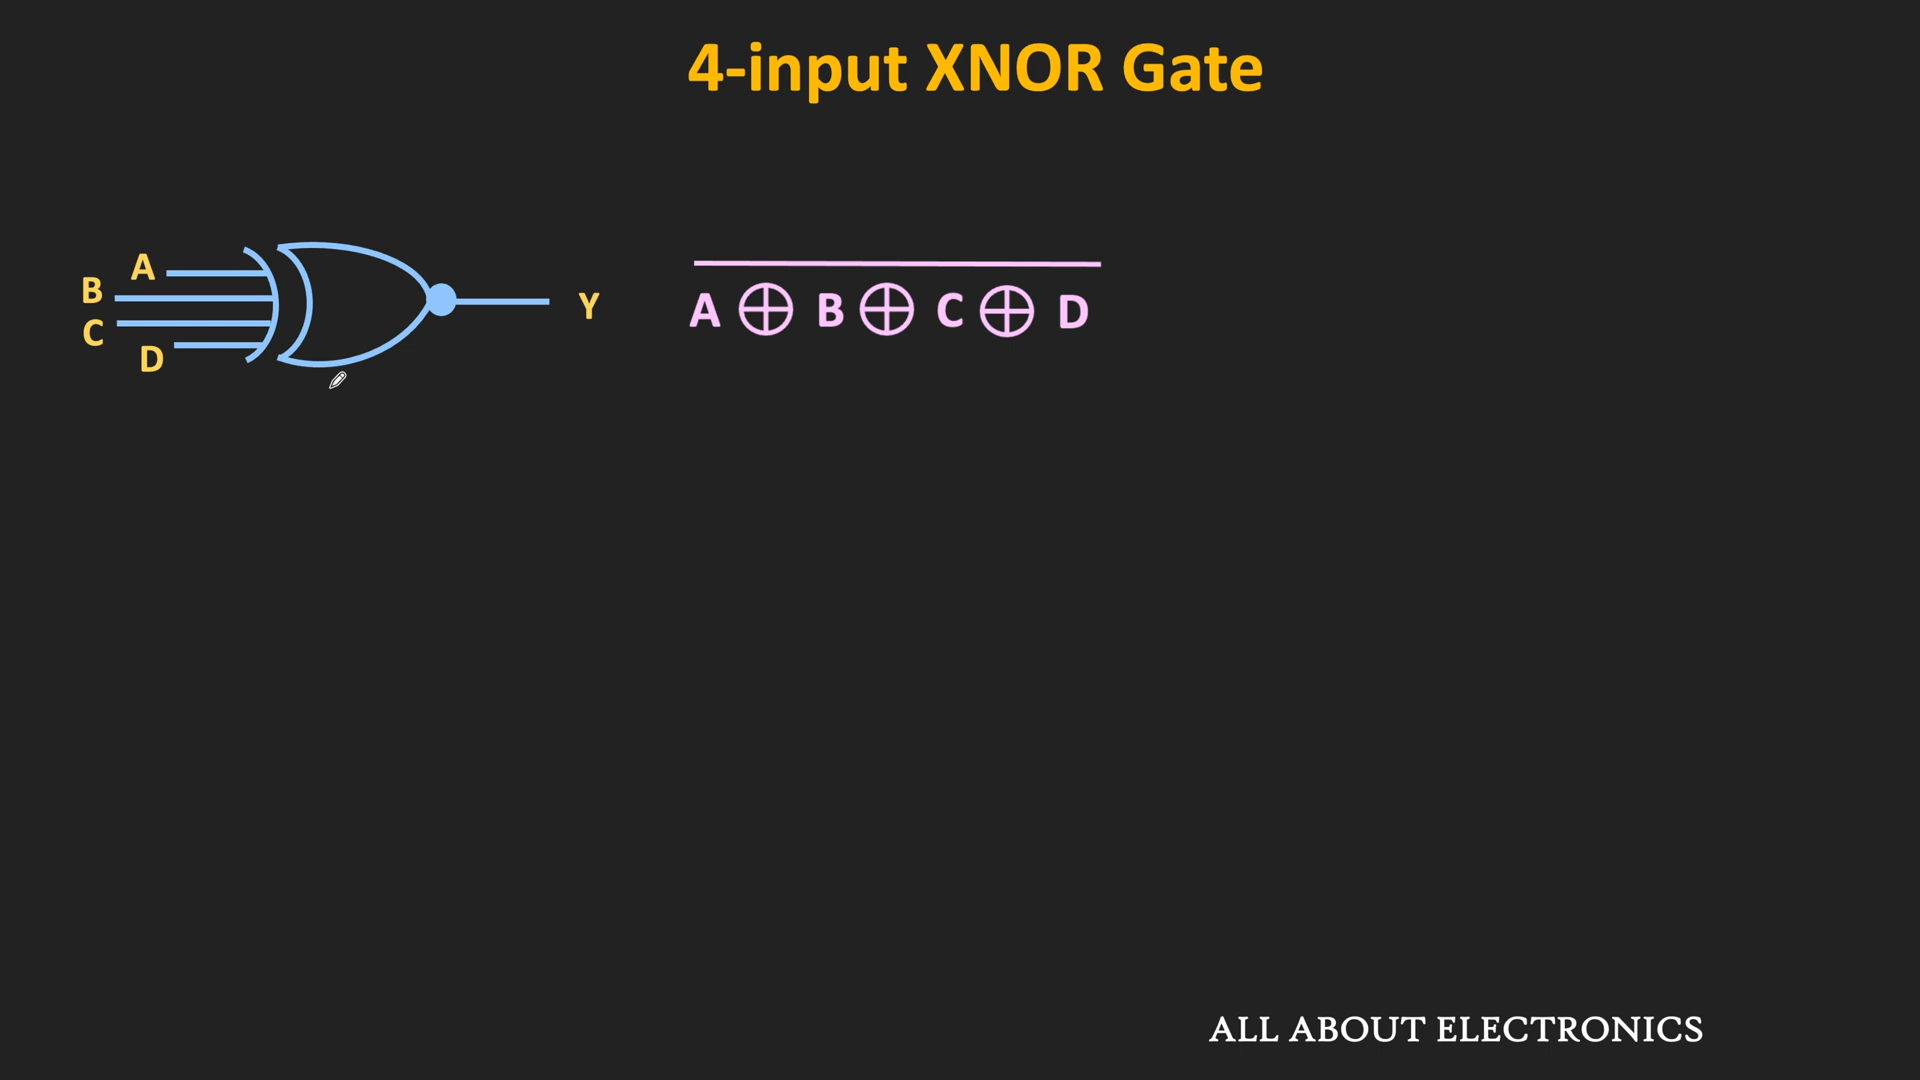 4-input XNOR Gate
A
B
C
D
Y
A ⊕ B ⊕ C ⊕ D
ALL ABOUT ELECTRONICS